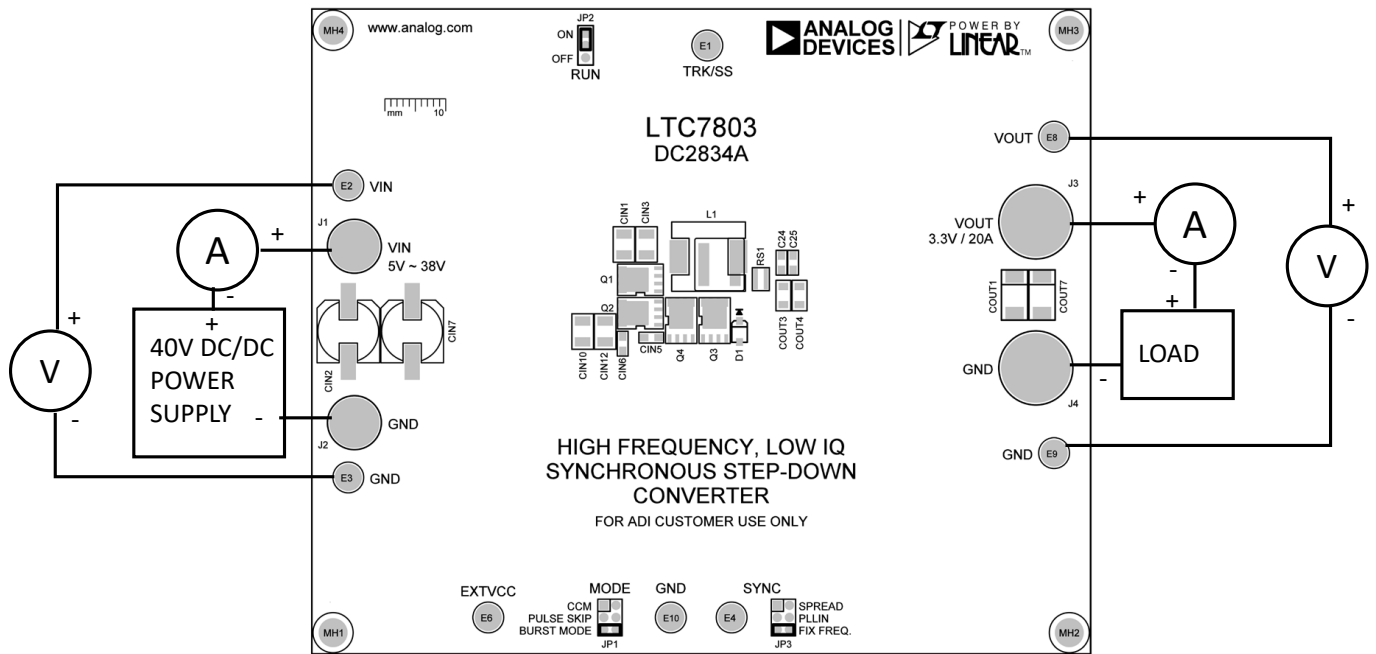 MH4
www.analog.com
JP2
ON
OFF
RUN
E1
TRK/SS
ANALOG
DEVICES
POWER BY
LINEAR™
MH3
mm 10
LTC7803
DC2834A
VOUT
E8
E2
VIN
+
+
J1
A
+
-
VIN
5V ~ 38V
CIN1
CIN3
L1
RS1
C24
C25
J3
VOUT
3.3V / 20A
+
A
-
+
V
-
Q1
Q2
CIN10
CIN12
CIN6
CIN5
Q4
Q3
D1
COUT3
COUT4
COUT1
COUT7
+
V
-
+
40V DC/DC
POWER
SUPPLY
-
CIN2
CIN7
GND
J2
E3
GND
+
LOAD
-
GND
J4
GND
E9
HIGH FREQUENCY, LOW IQ
SYNCHRONOUS STEP-DOWN
CONVERTER
FOR ADI CUSTOMER USE ONLY
EXTVCC
E6
MODE
CCM
PULSE SKIP
BURST MODE
JP1
GND
E10
SYNC
E4
SPREAD
PLLIN
FIX FREQ.
JP3
MH1
MH2